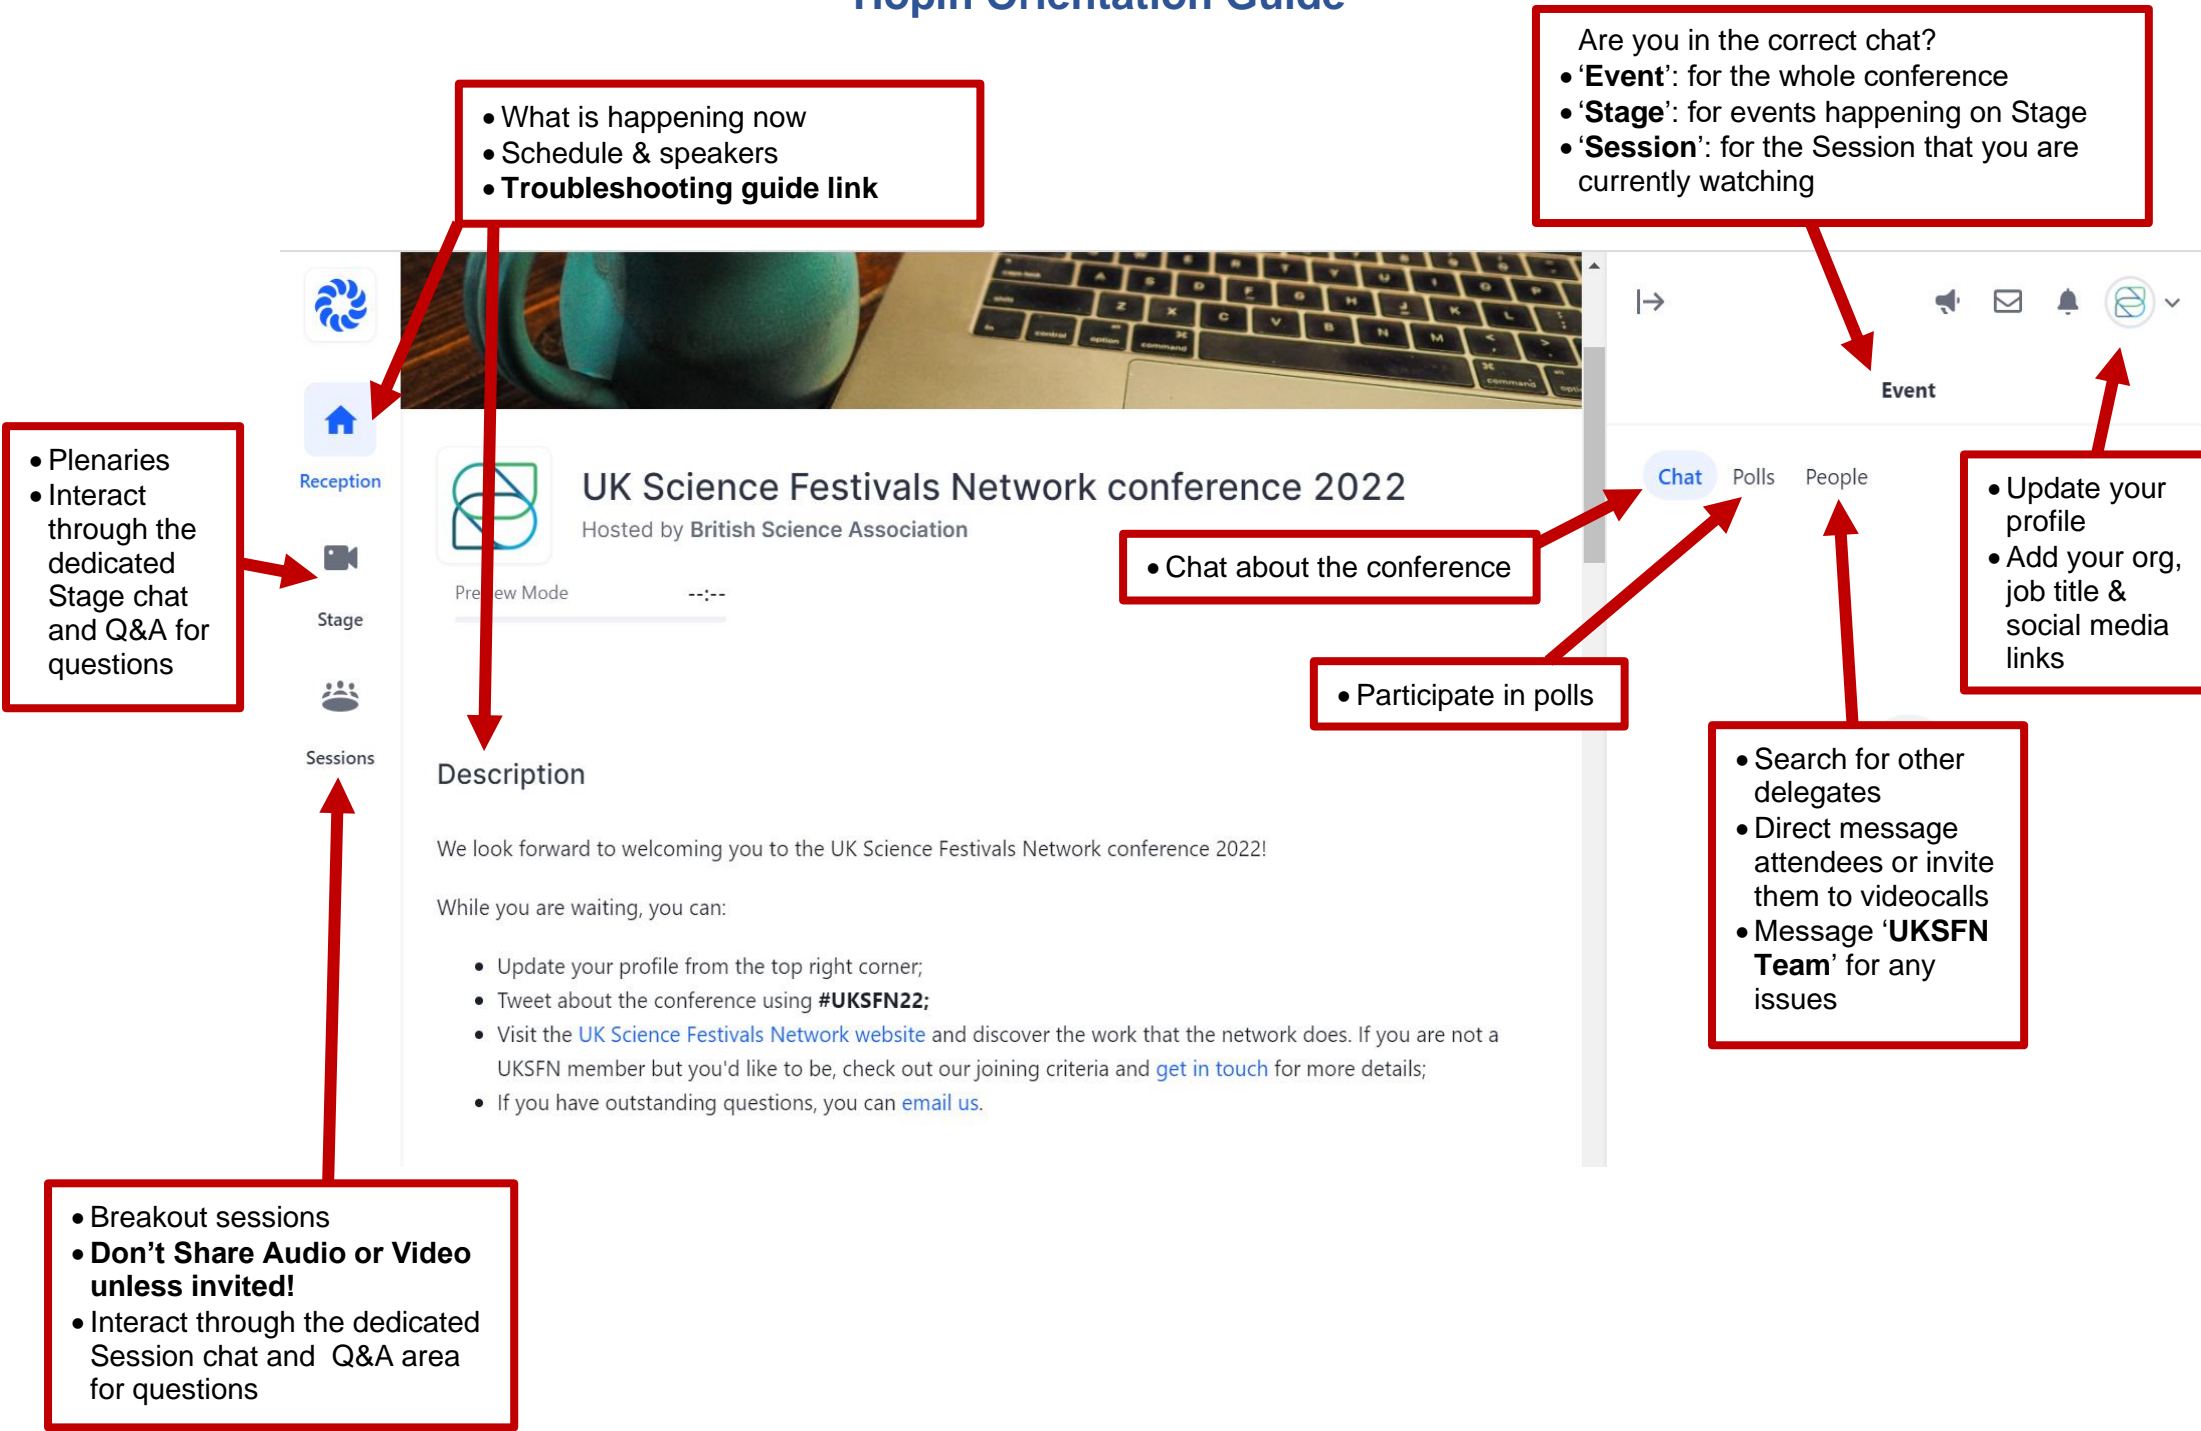 Hopin Orientation Guide
Are you in the correct chat?
• ‘Event’: for the whole conference
• ‘Stage’: for events happening on Stage
• ‘Session’: for the Session that you are
currently watching
• What is happening now
• Schedule & speakers
• Troubleshooting guide link
Event
Reception
Stage
Sessions
• Plenaries
• Interact
through the
dedicated
Stage chat
and Q&A for
questions
UK Science Festivals Network conference 2022
Hosted by British Science Association
Preview Mode --:--
Chat Polls People
• Chat about the conference
• Participate in polls
• Update your
profile
• Add your org,
job title &
social media
links
• Search for other
delegates
• Direct message
attendees or invite
them to videocalls
• Message ‘UKSFN
Team’ for any
issues
Description
We look forward to welcoming you to the UK Science Festivals Network conference 2022!
While you are waiting, you can:
• Update your profile from the top right corner;
• Tweet about the conference using #UKSFN22;
• Visit the UK Science Festivals Network website and discover the work that the network does. If you are not a
UKSFN member but you'd like to be, check out our joining criteria and get in touch for more details;
• If you have outstanding questions, you can email us.
• Breakout sessions
• Don’t Share Audio or Video
unless invited!
• Interact through the dedicated
Session chat and  Q&A area
for questions